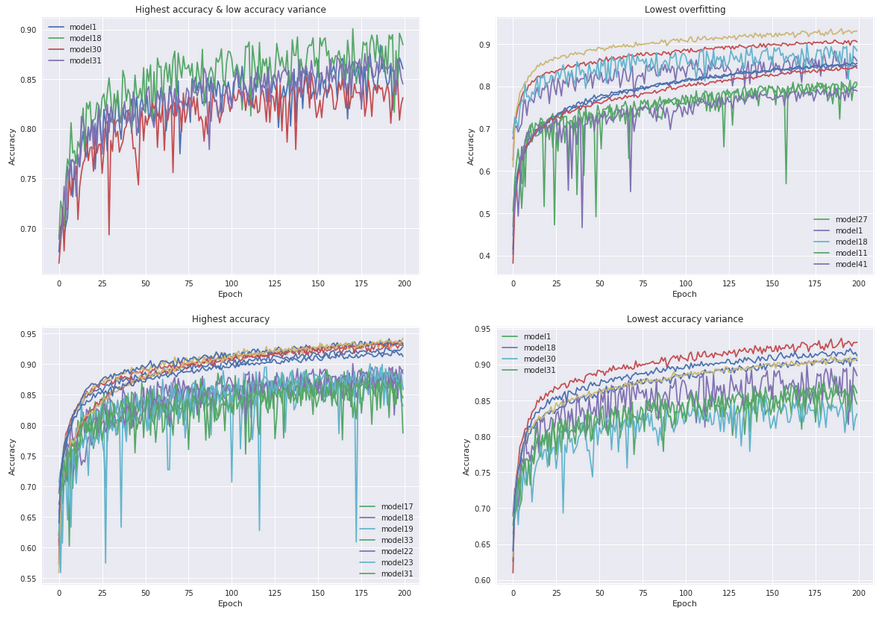 Highest accuracy & low accuracy variance
model1
model18
model30
model31
0.90
0.85
0.80
0.75
0.70
Accuracy
0
25
50
75
100
125
150
175
200
Epoch
Lowest overfitting
0.9
0.8
0.7
0.6
0.5
0.4
Accuracy
model27
model1
model18
model11
model41
0
25
50
75
100
125
150
175
200
Epoch
Highest accuracy
0.95
0.90
0.85
0.80
0.75
0.70
0.65
0.60
0.55
Accuracy
model17
model18
model19
model33
model22
model23
model31
0
25
50
75
100
125
150
175
200
Epoch
Lowest accuracy variance
model1
model18
model30
model31
0.95
0.90
0.85
0.80
0.75
0.70
0.65
0.60
Accuracy
0
25
50
75
100
125
150
175
200
Epoch